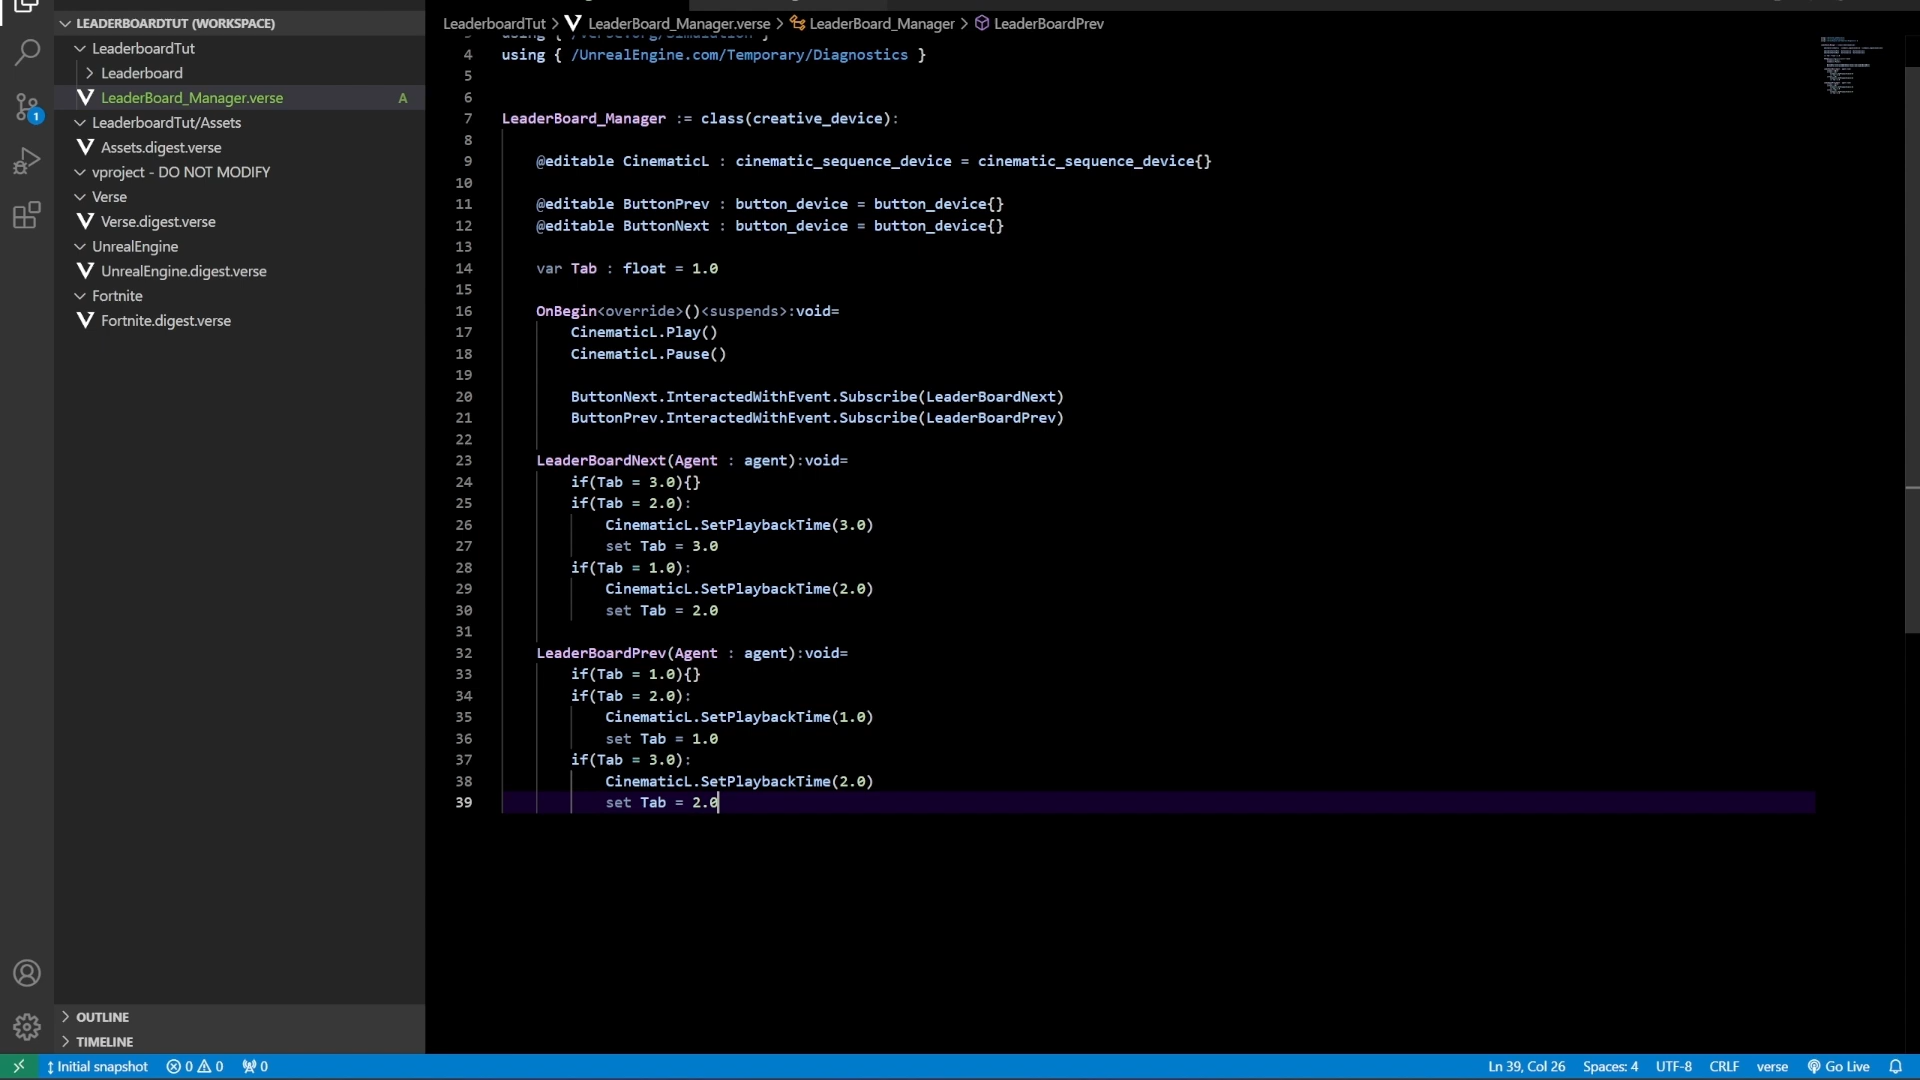 LEADERBOARDTUT (WORKSPACE)
LeaderboardTut
Leaderboard
LeaderBoard_Manager.verse A
LeaderboardTut/Assets
Assets.digest.verse
vproject - DO NOT MODIFY
Verse
Verse.digest.verse
UnrealEngine
UnrealEngine.digest.verse
Fortnite
Fortnite.digest.verse
OUTLINE
TIMELINE
1
LeaderboardTut > LeaderBoard_Manager.verse > LeaderBoard_Manager > LeaderBoardPrev
4 using { /UnrealEngine.com/Temporary/Diagnostics }
5
6
7 LeaderBoard_Manager := class(creative_device):
8
9 @editable CinematicL : cinematic_sequence_device = cinematic_sequence_device{}
10
11 @editable ButtonPrev : button_device = button_device{}
12 @editable ButtonNext : button_device = button_device{}
13
14 var Tab : float = 1.0
15
16 OnBegin<override>()<suspends>:void=
17 CinematicL.Play()
18 CinematicL.Pause()
19
20 ButtonNext.InteractedWithEvent.Subscribe(LeaderBoardNext)
21 ButtonPrev.InteractedWithEvent.Subscribe(LeaderBoardPrev)
22
23 LeaderBoardNext(Agent : agent):void=
24 if(Tab = 3.0){}
25 if(Tab = 2.0):
26 CinematicL.SetPlaybackTime(3.0)
27 set Tab = 3.0
28 if(Tab = 1.0):
29 CinematicL.SetPlaybackTime(2.0)
30 set Tab = 2.0
31
32 LeaderBoardPrev(Agent : agent):void=
33 if(Tab = 1.0){}
34 if(Tab = 2.0):
35 CinematicL.SetPlaybackTime(1.0)
36 set Tab = 1.0
37 if(Tab = 3.0):
38 CinematicL.SetPlaybackTime(2.0)
39 set Tab = 2.0
Initial snapshot 0 0 0 Ln 39, Col 26 Spaces: 4 UTF-8 CRLF verse Go Live